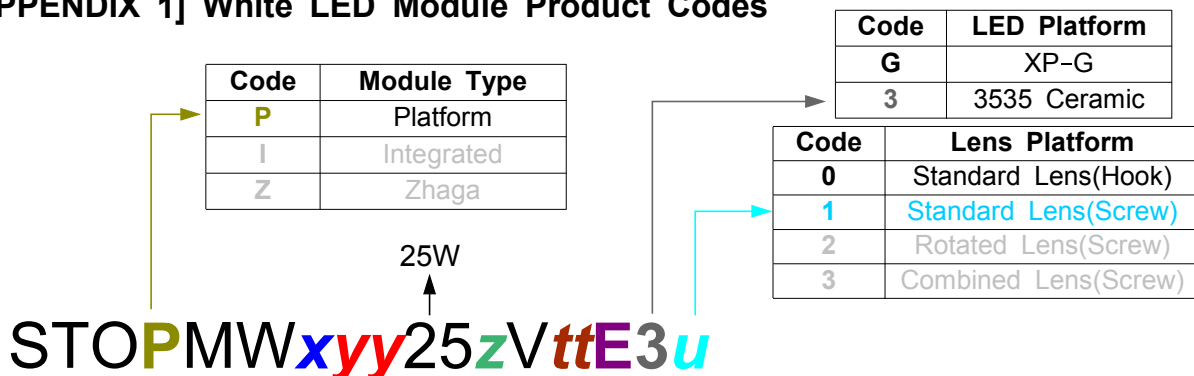 PPENDIX 1] White LED Module Product Codes
Code LED Platform
G XP-G
3 3535 Ceramic
Code Module Type
P Platform
I Integrated
Z Zhaga
Code Lens Platform
0 Standard Lens(Hook)
1 Standard Lens(Screw)
2 Rotated Lens(Screw)
3 Combined Lens(Screw)
25W
STOPMWxyy25zVttE3u